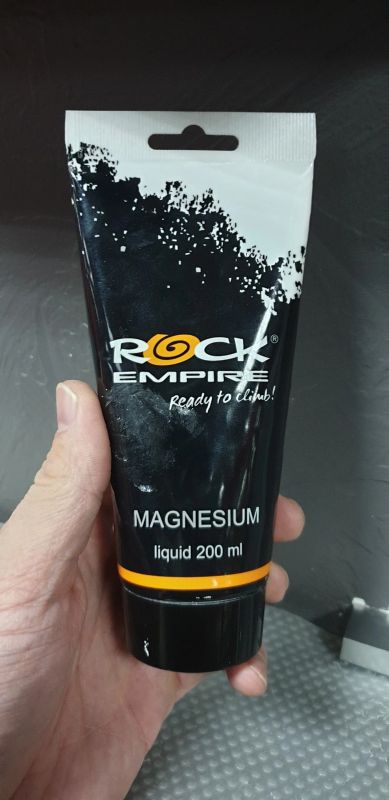 ROCK®
EMPIRE
Ready to climb!
MAGNESIUM
liquid 200 ml